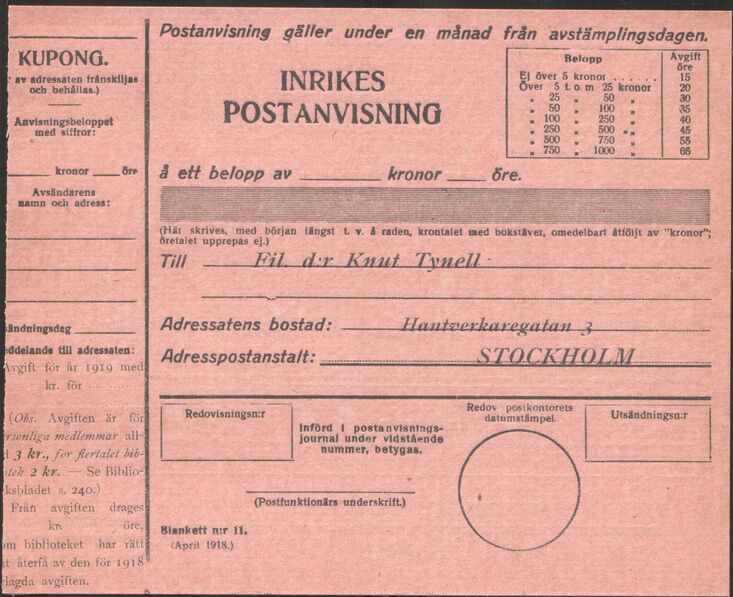 KUPONG.
av adressaten frånskiljas
och behållas.)
Anvisningsbeloppet
med siffror:
kronor öre
Avsändarens
namn och adress:
sändningsdag
eddelande till adressaten:
Avgift för år 1919 med
kr. för
(Obs. Avgiften är för
ersonliga medlemmar all-
3 kr., för flertalet bib-
otek 2 kr. — Se Biblio-
ksbladet s. 240.)
Från avgiften drages
kr. öre,
om biblioteket har rätt
tt återfå av den för 1918
lagda avgiften.
Postanvisning gäller under en månad från avstämplingsdagen.
INRIKES
POSTANVISNING
Belopp Avgift öre
Ej över 5 kronor . . . . . . 15
Över 5 t. o. m 25 kronor 20
„ 25 „ 50 „ 30
„ 50 „ 100 „ 35
„ 100 „ 250 „ 40
„ 250 „ 500 „ 45
„ 500 „ 750 „ 55
„ 750 „ 1000 „ 65
å ett belopp av kronor öre.
(Här skrives, med början längst t. v. å raden, krontalet med bokstäver, omedelbart åtföljt av "kronor";
öretalet upprepas ej.)
Till Fil. d:r Knut Tynell
Adressatens bostad: Hantverkaregatan 3
Adresspostanstalt: STOCKHOLM
Redovisningsn:r
Införd i postanvisnings-
journal under vidstående
nummer, betygas.
Redov postkontorets
datumstämpel.
Utsändningsn:r
(Postfunktionärs underskrift.)
Blankett n:r 11.
(April 1918.)